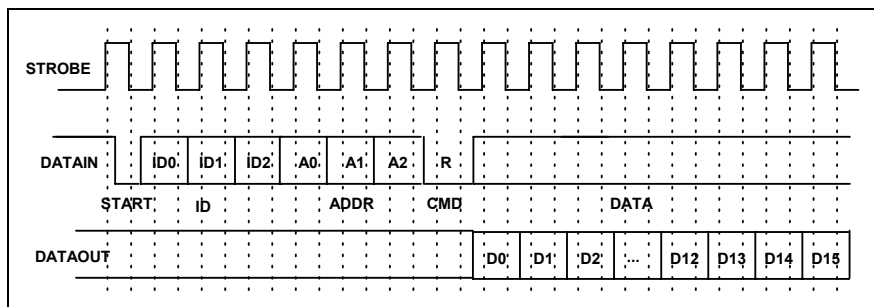 STROBE
DATAIN ID0 ID1 ID2 A0 A1 A2 R
START ID ADDR CMD DATA
DATAOUT D0 D1 D2 ... D12 D13 D14 D15